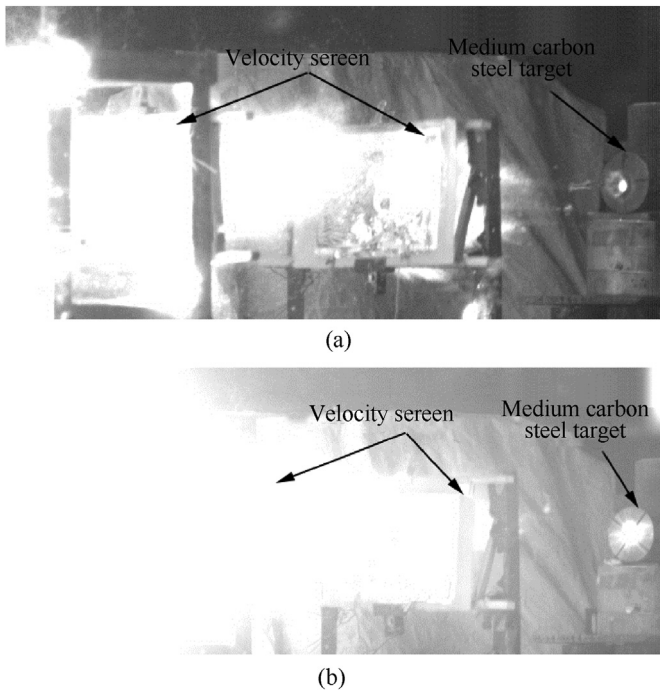 Velocity sereen
Medium carbon
steel target
(a)
Velocity sereen
Medium carbon
steel target
(b)